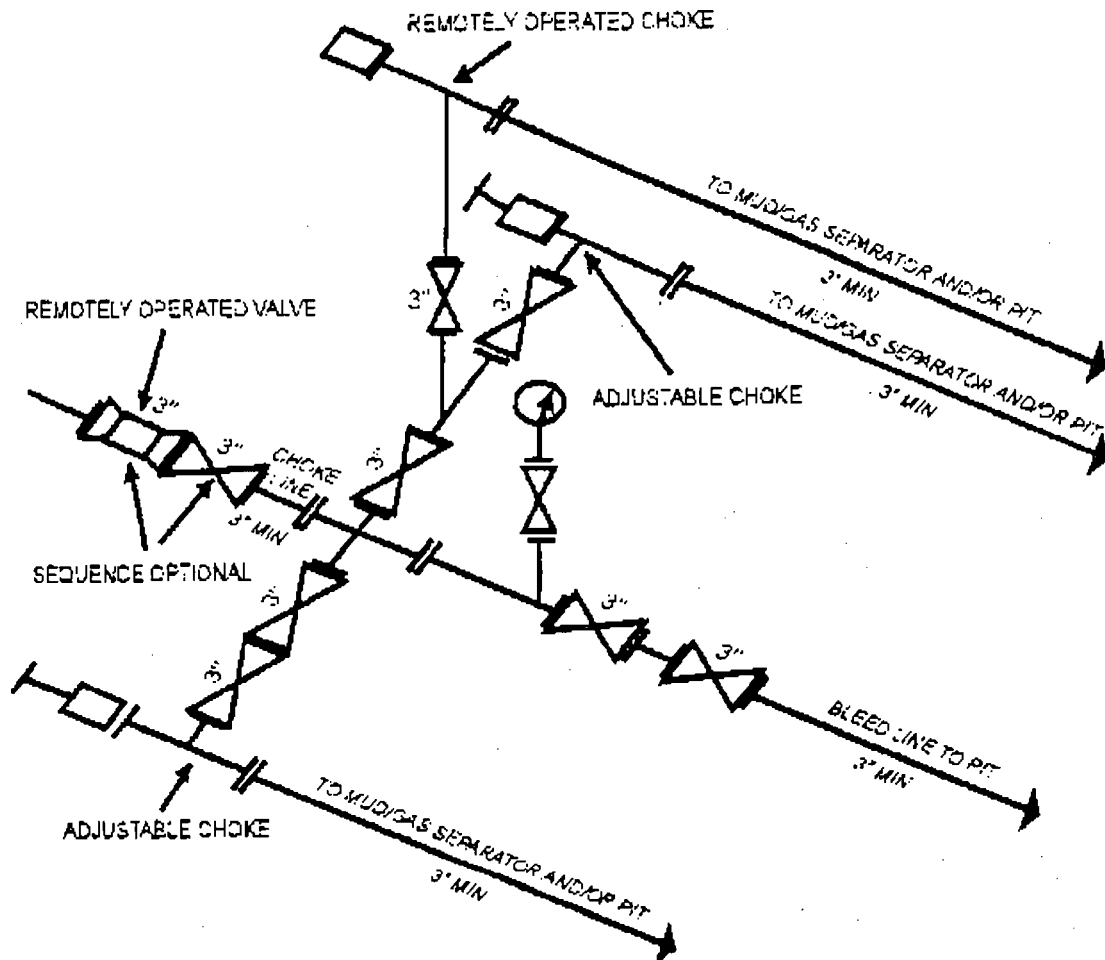 REMOTELY OPERATED CHOKE
TO MUD/GAS SEPARATOR AND/OR PIT
3" MIN
TO MUD/GAS SEPARATOR AND/OR PIT
3" MIN
3"
3"
REMOTELY OPERATED VALVE
ADJUSTABLE CHOKE
3"
3"
CHOKE
LINE
3" MIN
3"
SEQUENCE OPTIONAL
3"
3"
3"
3"
BLEED LINE TO PIT
3" MIN
TO MUD/GAS SEPARATOR AND/OR PIT
3" MIN
ADJUSTABLE CHOKE